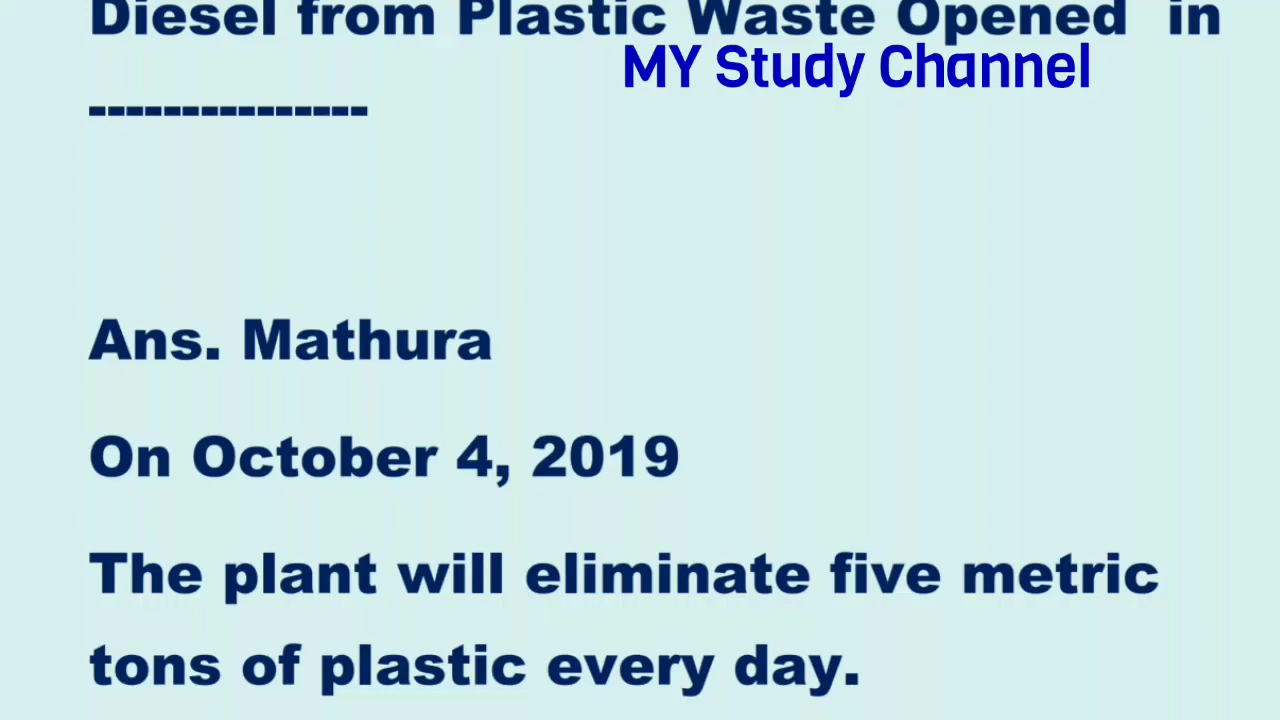 Diesel from Plastic Waste Opened in
MY Study Channel
---------------
Ans. Mathura
On October 4, 2019
The plant will eliminate five metric
tons of plastic every day.